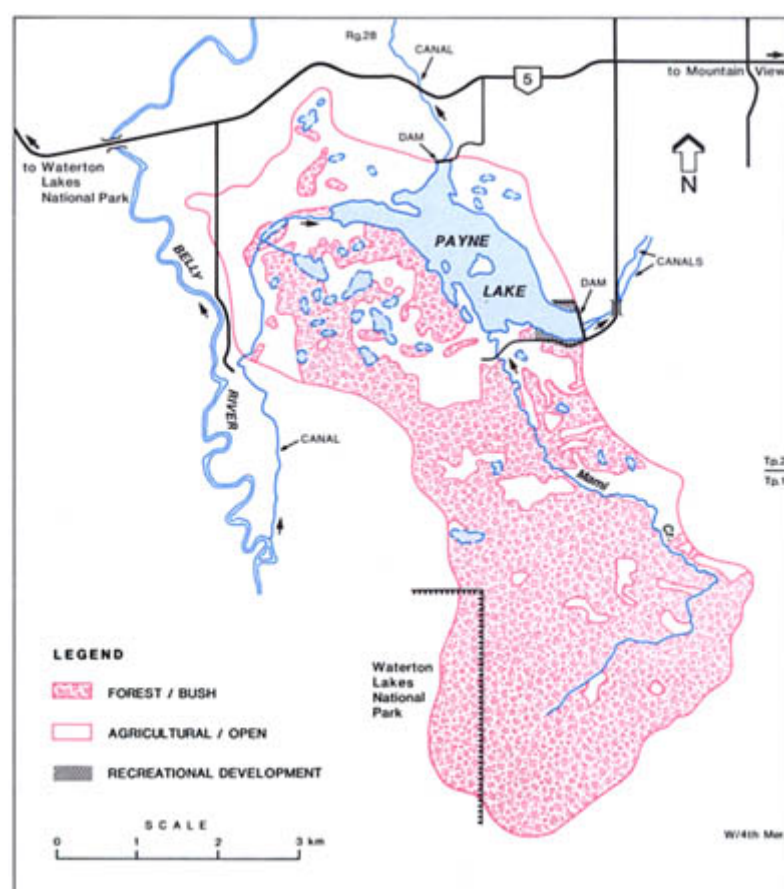 Rg.28
CANAL
5
to Mountain View
DAM
to Waterton
Lakes
National Park
N
BELLY
RIVER
PAYNE
LAKE
DAM
CANALS
CANAL
Mami
Cr.
Waterton
Lakes
National
Park
LEGEND
FOREST / BUSH
AGRICULTURAL / OPEN
RECREATIONAL DEVELOPMENT
SCALE
0 1 2 3 km